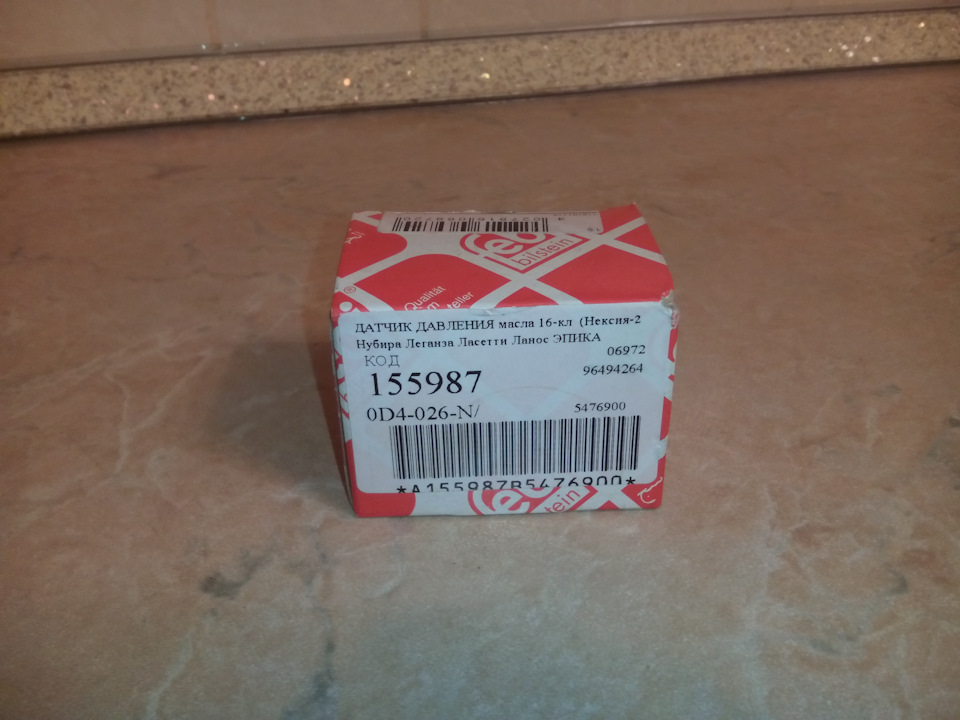 bilstein
Qualität
ДАТЧИК ДАВЛЕНИЯ масла 16-кл (Нексия-2
Нубира Леганза Ласетти Ланос ЭПИКА
КОД
06972
155987
96494264
0D4-026-N/
5476900
*A155987B5476900*